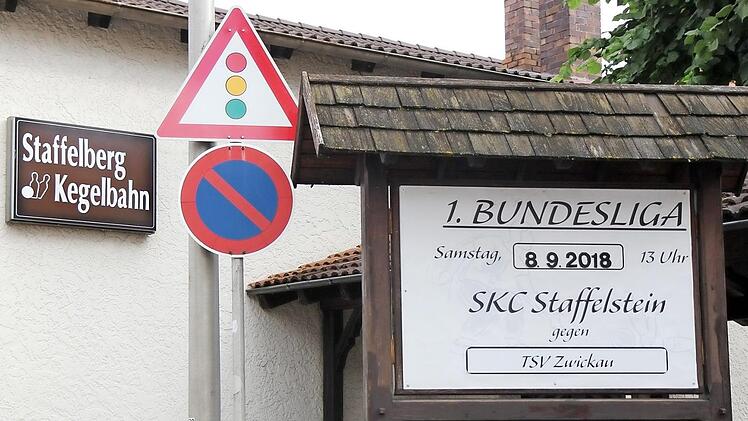 Staffelberg
Kegelbahn
1. BUNDESLIGA
Samstag, 8.9.2018 13 Uhr
SKC Staffelstein
gegen
TSV Zwickau